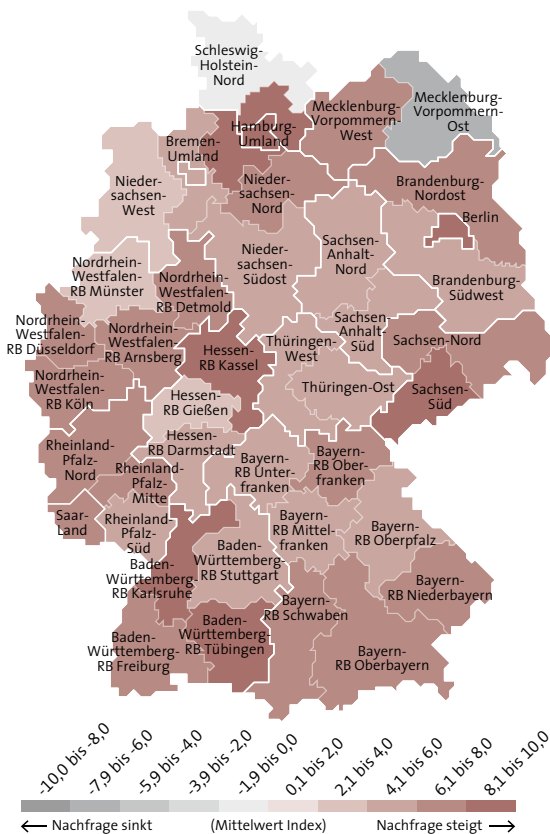 Schleswig-
Holstein-
Nord
Mecklenburg-
Vorpommern-
Ost
Mecklenburg-
Vorpommern-
West
Hamburg-
Umland
Bremen-
Umland
Nieder-
sachsen-
West
Nieder-
sachsen-
Nord
Brandenburg-
Nordost
Berlin
Nieder-
sachsen-
Südost
Sachsen-
Anhalt-
Nord
Brandenburg-
Südwest
Nordrhein-
Westfalen-
RB Münster
Nordrhein-
Westfalen-
RB Detmold
Nordrhein-
Westfalen-
RB Düsseldorf
Nordrhein-
Westfalen-
RB Arnsberg
Hessen-
RB Kassel
Thüringen-
West
Sachsen-
Anhalt-
Süd
Sachsen-Nord
Nordrhein-
Westfalen-
RB Köln
Hessen-
RB Gießen
Thüringen-Ost
Sachsen-
Süd
Rheinland-
Pfalz-
Nord
Hessen-
RB Darmstadt
Rheinland-
Pfalz-
Mitte
Bayern-
RB Unter-
franken
Bayern-
RB Ober-
franken
Saar-
Land
Rheinland-
Pfalz-
Süd
Bayern-
RB Mittel-
franken
Bayern-
RB Oberpfalz
Baden-
Württemberg-
RB Karlsruhe
Baden-
Württemberg-
RB Stuttgart
Bayern-
RB Niederbayern
Bayern-
RB Schwaben
Baden-
Württemberg-
RB Freiburg
Baden-
Württemberg-
RB Tübingen
Bayern-
RB Oberbayern
-10,0 bis -8,0
-7,9 bis -6,0
-5,9 bis -4,0
-3,9 bis -2,0
-1,9 bis 0,0
0,1 bis 2,0
2,1 bis 4,0
4,1 bis 6,0
6,1 bis 8,0
8,1 bis 10,0
← Nachfrage sinkt (Mittelwert Index) Nachfrage steigt →